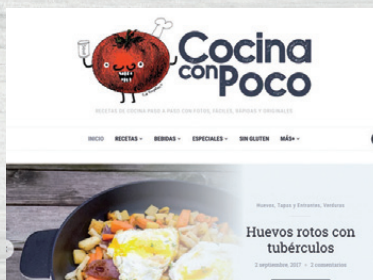 Cocina
con Poco
RECETAS DE COCINA PASO A PASO CON FOTOS, FÁCILES, RÁPIDAS Y ORIGINALES
INICIO RECETAS BEBIDAS ESPECIALES SIN GLUTEN MÁS+
Huevos, Tapas y Entrantes, Verduras
Huevos rotos con
tubérculos
2 septiembre, 2017 - 2 comentarios